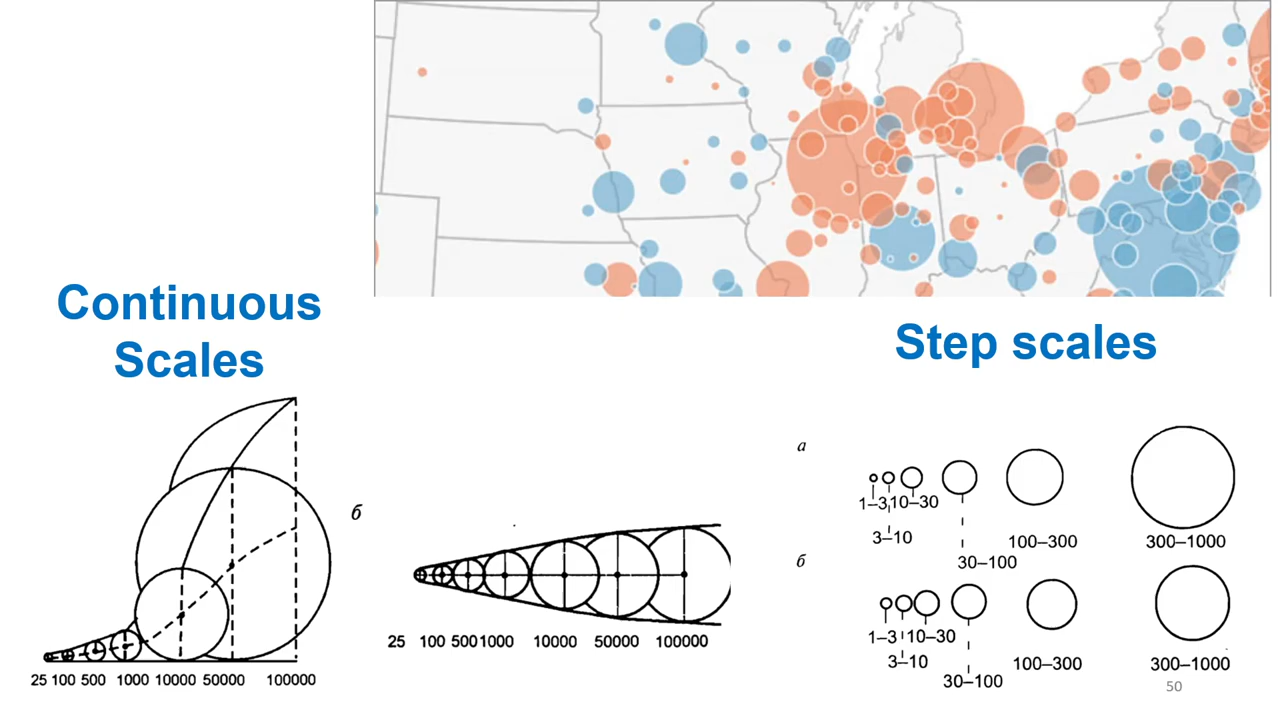 Continuous
Scales
25 100 500 1000 10000 50000 100000
б
25 100 500 1000 10000 50000 100000
Step scales
а
1–3 10–30
3–10
30–100
100–300
300–1000
б
1–3 10–30
3–10
30–100
100–300
300–1000
50